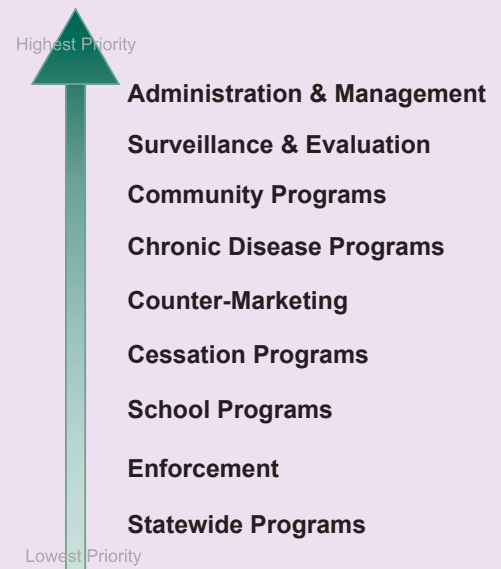 Highest Priority
Administration & Management
Surveillance & Evaluation
Community Programs
Chronic Disease Programs
Counter-Marketing
Cessation Programs
School Programs
Enforcement
Statewide Programs
Lowest Priority